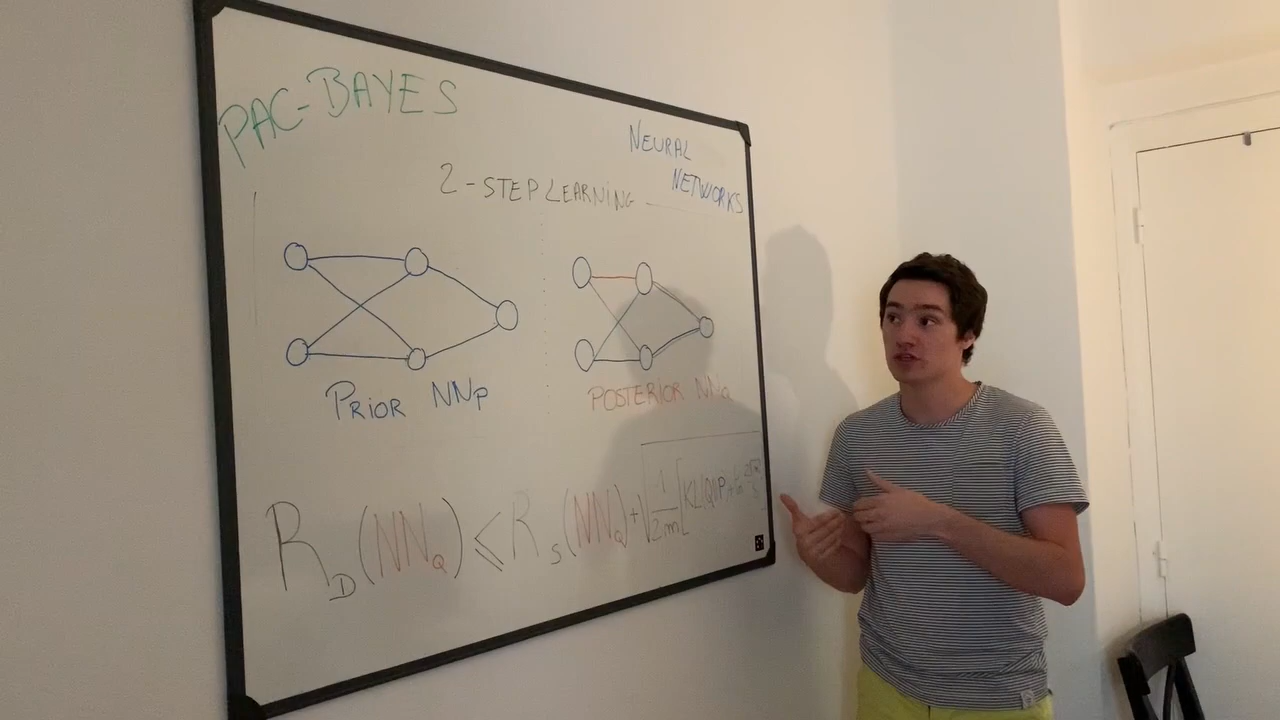 PAC-BAYES
NEURAL
NETWORKS
2-STEP LEARNING
PRIOR NNP
POSTERIOR NNQ
R_D(NN_Q) ≤ R_S(NN_Q) + √ 1/2m [KL(Q||P) +